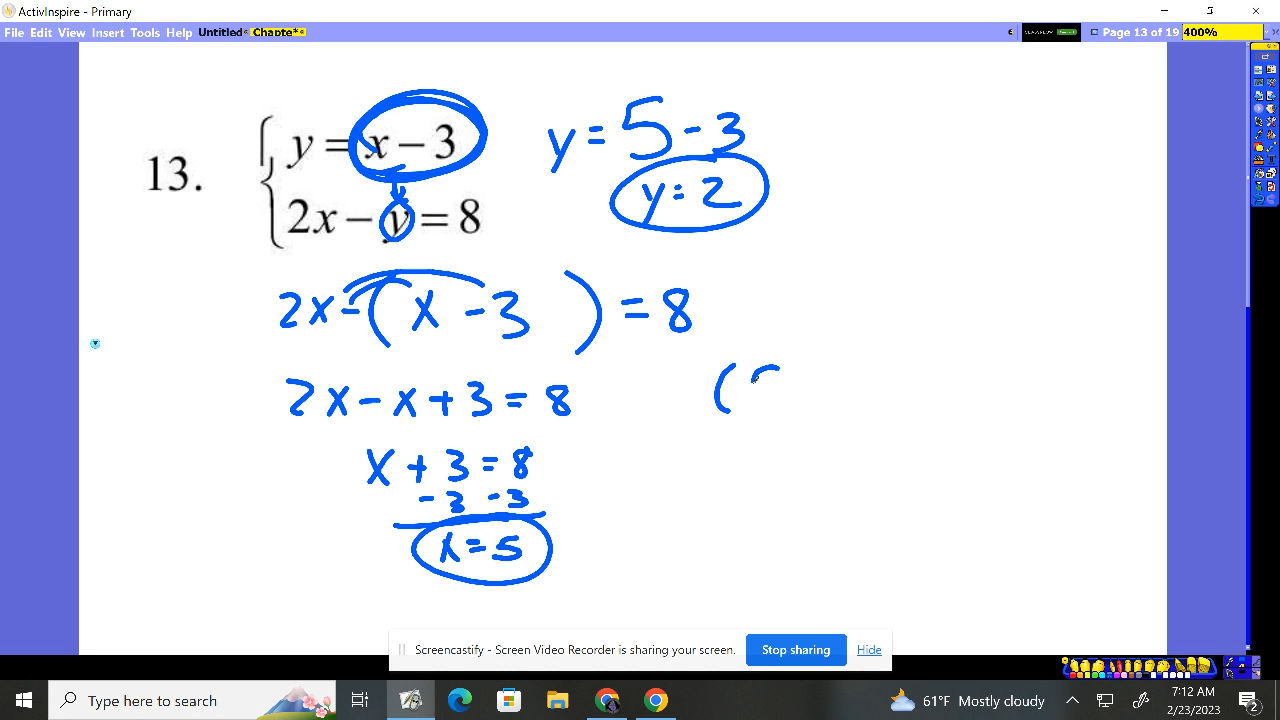 ActivInspire - Primary
File Edit View Insert Tools Help Untitled* Chapte*
Page 13 of 19 400%
13.
y = x − 3
2x − y = 8
y = 5 - 3
y = 2
2x - (x - 3) = 8
2x - x + 3 = 8
x + 3 = 8
- 3 - 3
x = 5
(
Screencastify - Screen Video Recorder is sharing your screen. Stop sharing Hide
Type here to search
61°F Mostly cloudy
7:12 AM
2/23/2023
2